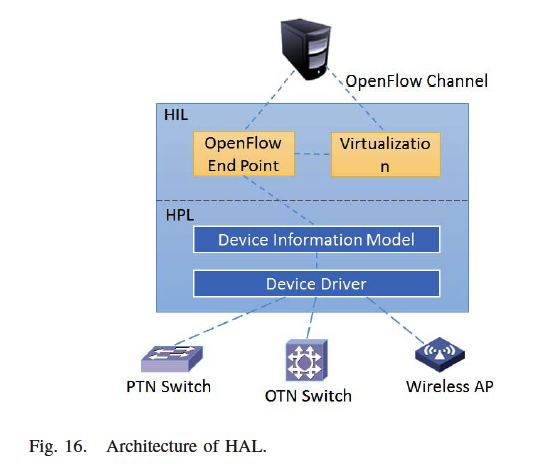 OpenFlow Channel
HIL
OpenFlow
End Point
Virtualizatio
n
HPL
Device Information Model
Device Driver
PTN Switch
OTN Switch
Wireless AP
Fig. 16. Architecture of HAL.